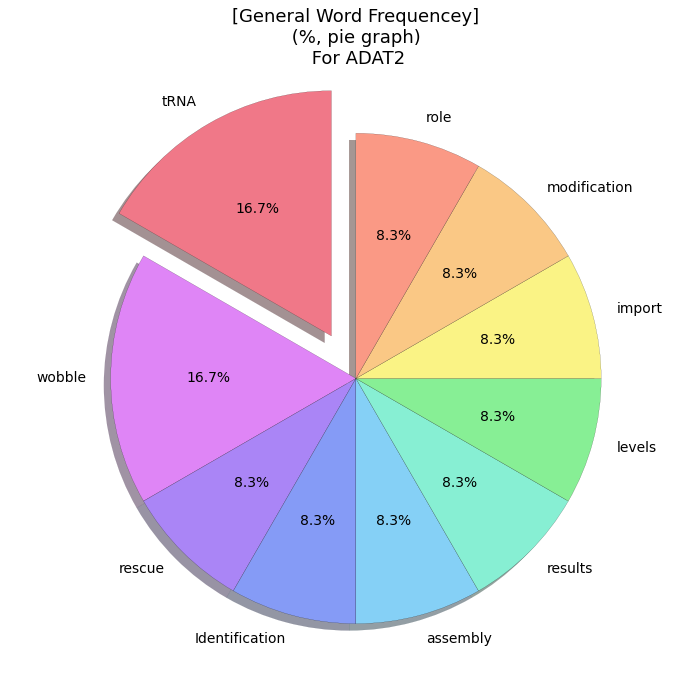 [General Word Frequencey]
(%, pie graph)
For ADAT2
tRNA
role
modification
import
levels
results
assembly
Identification
rescue
wobble
16.7%
8.3%
8.3%
8.3%
8.3%
8.3%
8.3%
8.3%
8.3%
16.7%